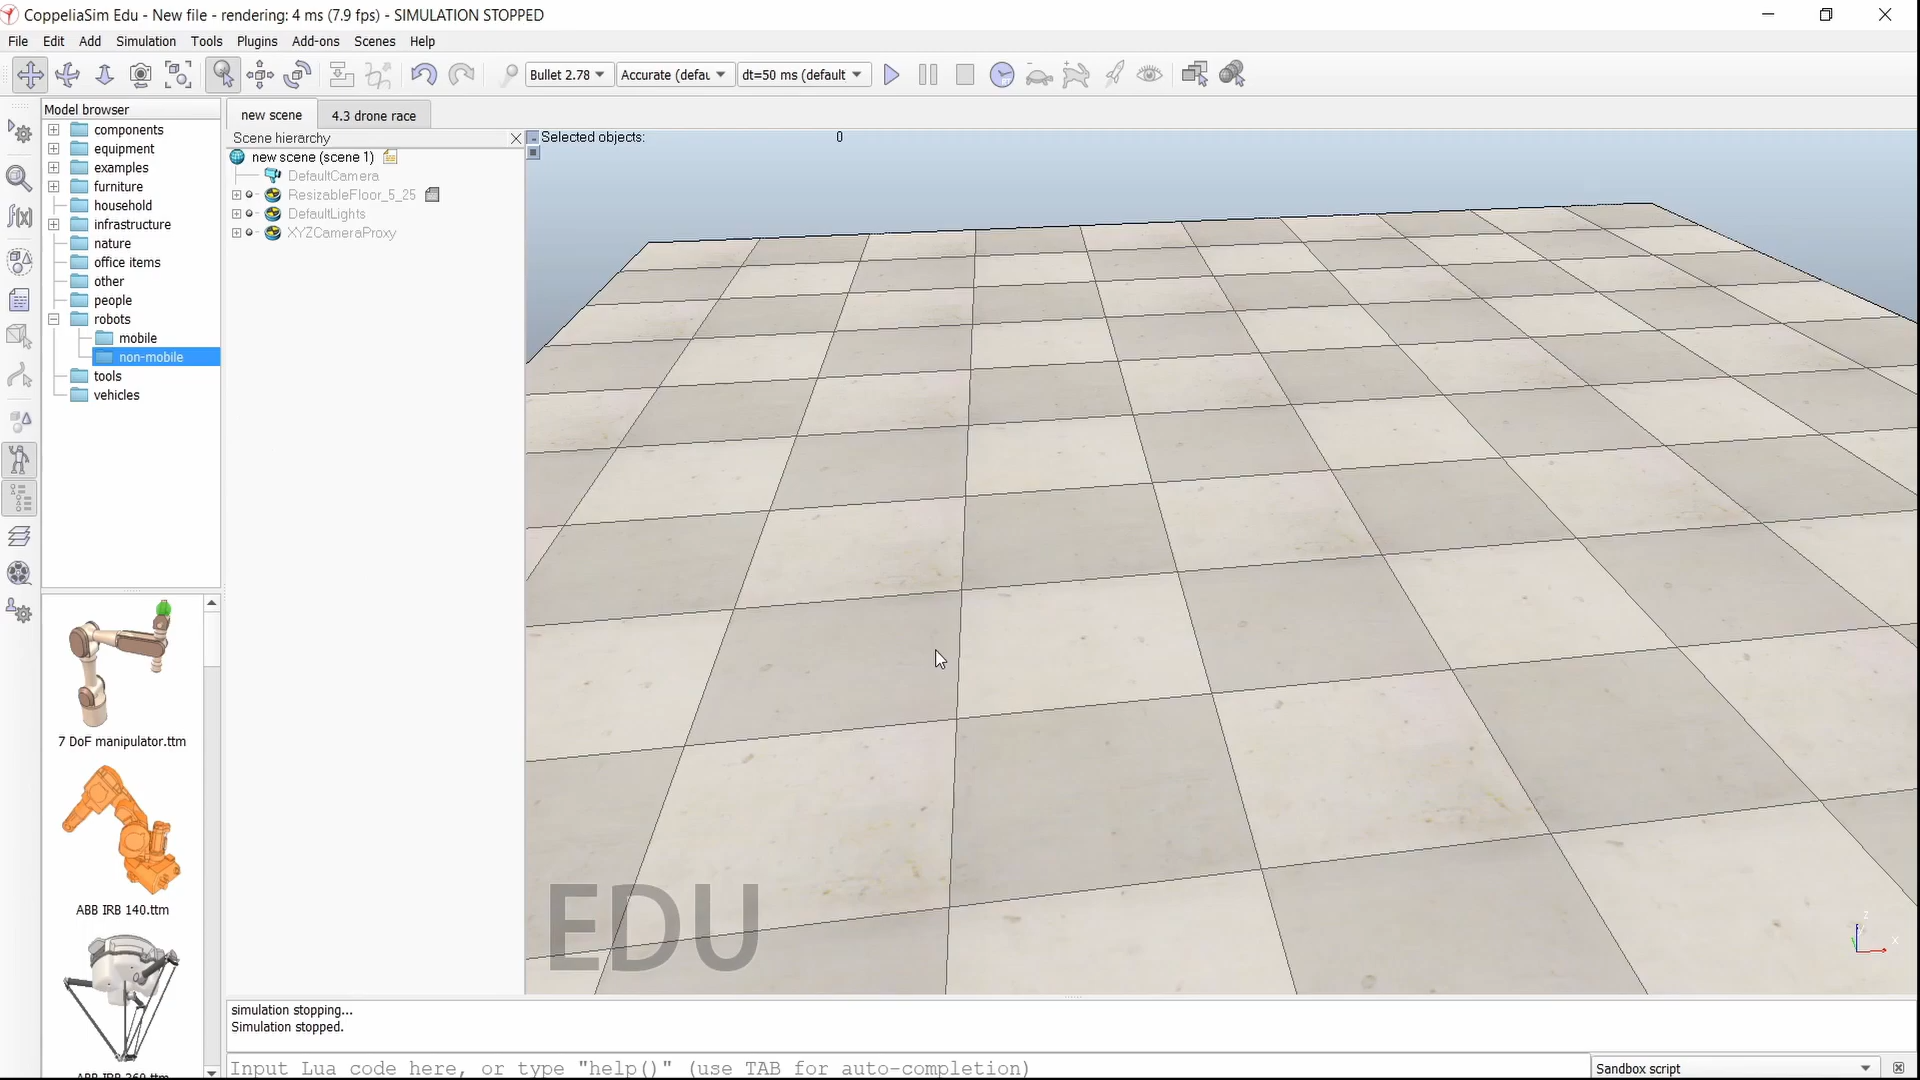 CoppeliaSim Edu - New file - rendering: 4 ms (7.9 fps) - SIMULATION STOPPED
File Edit Add Simulation Tools Plugins Add-ons Scenes Help
Bullet 2.78 Accurate (defau dt=50 ms (default
Model browser
components
equipment
examples
furniture
household
infrastructure
nature
office items
other
people
robots
mobile
non-mobile
tools
vehicles
7 DoF manipulator.ttm
ABB IRB 140.ttm
ABB IRB 360.ttm
new scene 4.3 drone race
Scene hierarchy
new scene (scene 1)
DefaultCamera
ResizableFloor_5_25
DefaultLights
XYZCameraProxy
Selected objects: 0
EDU
z
x
simulation stopping...
Simulation stopped.
Input Lua code here, or type "help()" (use TAB for auto-completion)
Sandbox script